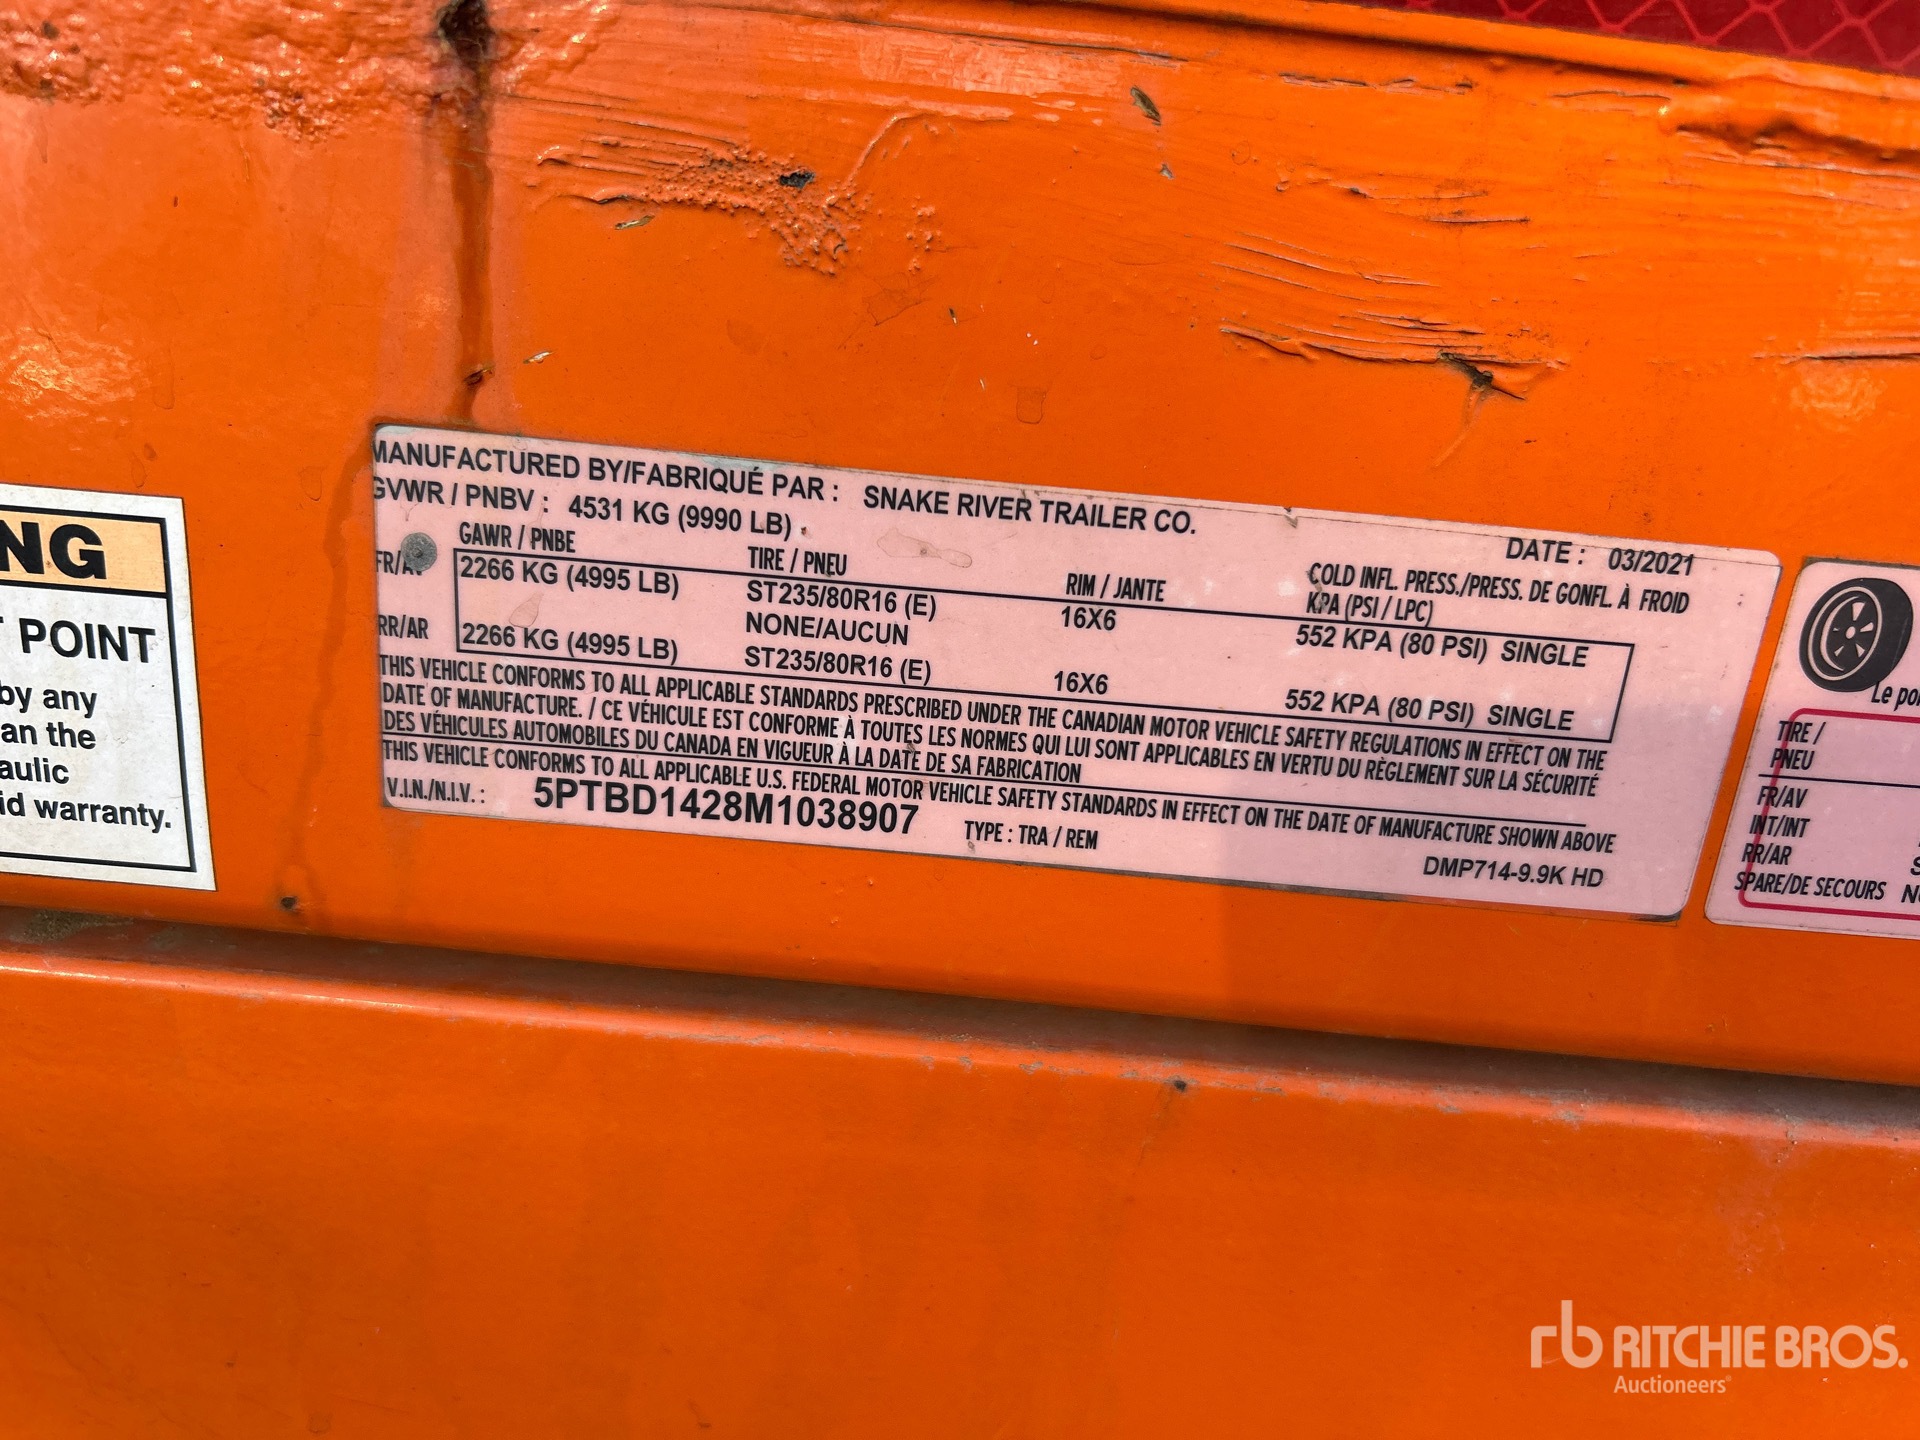 NG
POINT
by any
an the
aulic
id warranty.
MANUFACTURED BY/FABRIQUÉ PAR : SNAKE RIVER TRAILER CO.
GVWR / PNBV : 4531 KG (9990 LB)
DATE : 03/2021
GAWR / PNBE TIRE / PNEU RIM / JANTE COLD INFL. PRESS./PRESS. DE GONFL. À FROID
KPA (PSI / LPC)
FR/AV 2266 KG (4995 LB) ST235/80R16 (E) 16X6 552 KPA (80 PSI) SINGLE
NONE/AUCUN
RR/AR 2266 KG (4995 LB) ST235/80R16 (E) 16X6 552 KPA (80 PSI) SINGLE
THIS VEHICLE CONFORMS TO ALL APPLICABLE STANDARDS PRESCRIBED UNDER THE CANADIAN MOTOR VEHICLE SAFETY REGULATIONS IN EFFECT ON THE
DATE OF MANUFACTURE. / CE VÉHICULE EST CONFORME À TOUTES LES NORMES QUI LUI SONT APPLICABLES EN VERTU DU RÈGLEMENT SUR LA SÉCURITÉ
DES VÉHICULES AUTOMOBILES DU CANADA EN VIGUEUR À LA DATE DE SA FABRICATION
THIS VEHICLE CONFORMS TO ALL APPLICABLE U.S. FEDERAL MOTOR VEHICLE SAFETY STANDARDS IN EFFECT ON THE DATE OF MANUFACTURE SHOWN ABOVE
V.I.N./N.I.V. : 5PTBD1428M1038907 TYPE : TRA / REM DMP714-9.9K HD
Le po
TIRE /
PNEU
FR/AV
INT/INT
RR/AR
SPARE/DE SECOURS
rb RITCHIE BROS.
Auctioneers